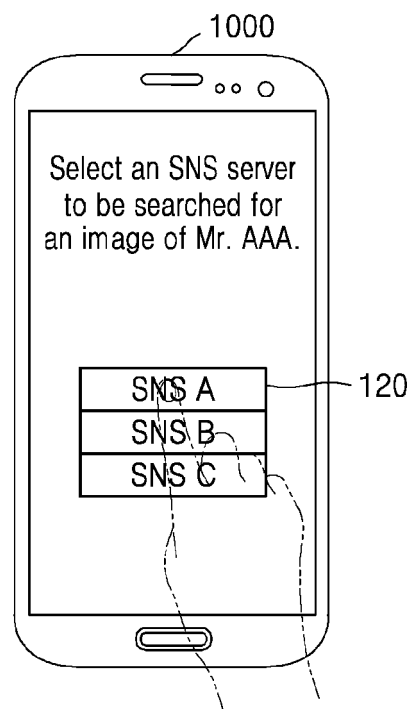 1000
Select an SNS server
to be searched for
an image of Mr. AAA.
SNS A
120
SNS B
SNS C